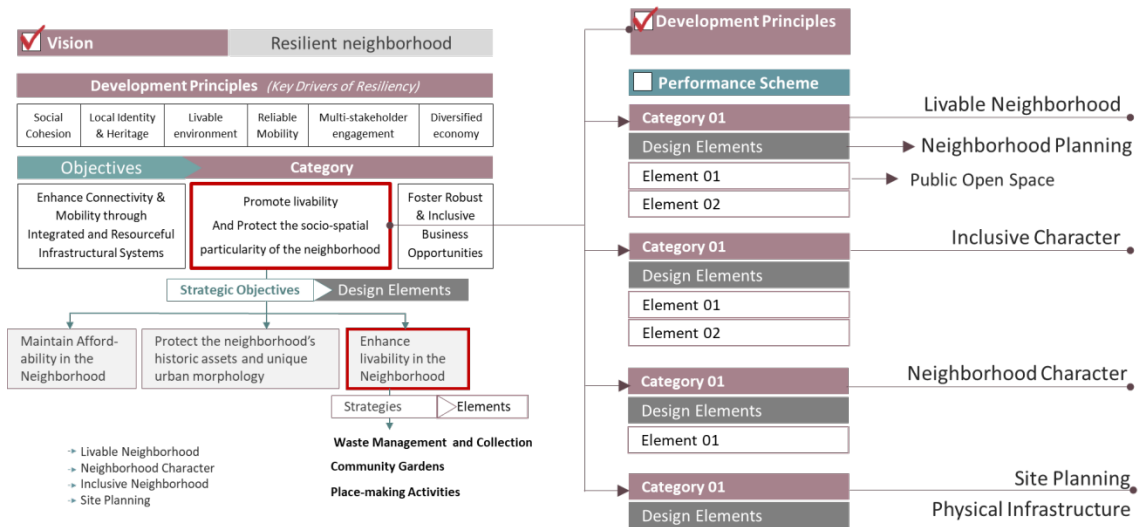 Vision
Resilient neighborhood
Development Principles (Key Drivers of Resiliency)
Social
Cohesion
Local Identity
& Heritage
Livable
environment
Reliable
Mobility
Multi-stakeholder
engagement
Diversified
economy
Objectives
Category
Enhance Connectivity &
Mobility through
Integrated and Resourceful
Infrastructural Systems
Promote livability
And Protect the socio-spatial
particularity of the neighborhood
Foster Robust
& Inclusive
Business
Opportunities
Strategic Objectives
Design Elements
Maintain Afford-
ability in the
Neighborhood
Protect the neighborhood's
historic assets and unique
urban morphology
Enhance
livability in the
Neighborhood
Strategies
Elements
Waste Management and Collection
Community Gardens
Place-making Activities
Livable Neighborhood
Neighborhood Character
Inclusive Neighborhood
Site Planning
Development Principles
Performance Scheme
Category 01
Livable Neighborhood
Design Elements
Neighborhood Planning
Element 01
Public Open Space
Element 02
Category 01
Inclusive Character
Design Elements
Element 01
Element 02
Category 01
Neighborhood Character
Design Elements
Element 01
Category 01
Site Planning
Design Elements
Physical Infrastructure